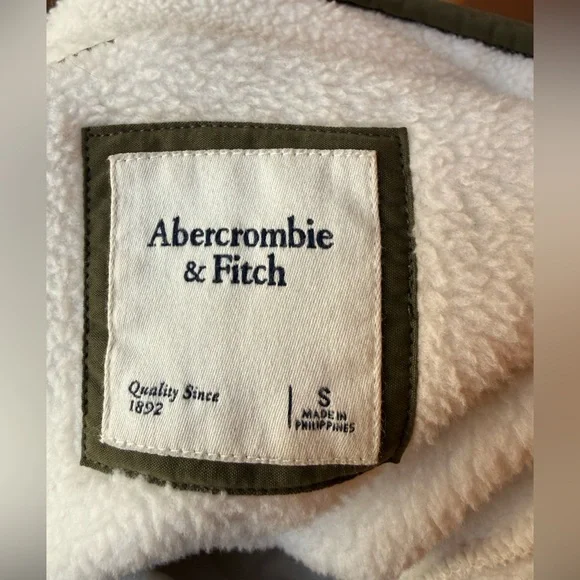 Abercrombie
& Fitch
Quality Since
1892
S
MADE IN
PHILIPPINES